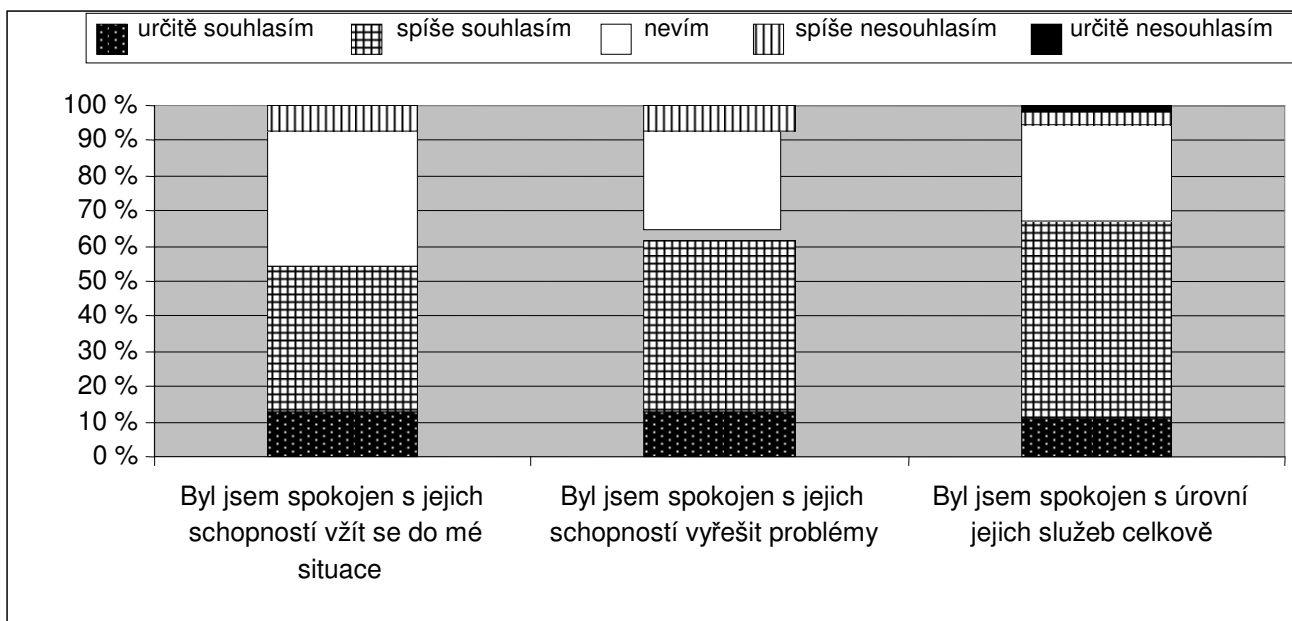 určitě souhlasím spíše souhlasím nevím spíše nesouhlasím určitě nesouhlasím
100 %
90 %
80 %
70 %
60 %
50 %
40 %
30 %
20 %
10 %
0 %
Byl jsem spokojen s jejich
schopností vžít se do mé
situace
Byl jsem spokojen s jejich
schopností vyřešit problémy
Byl jsem spokojen s úrovní
jejich služeb celkově